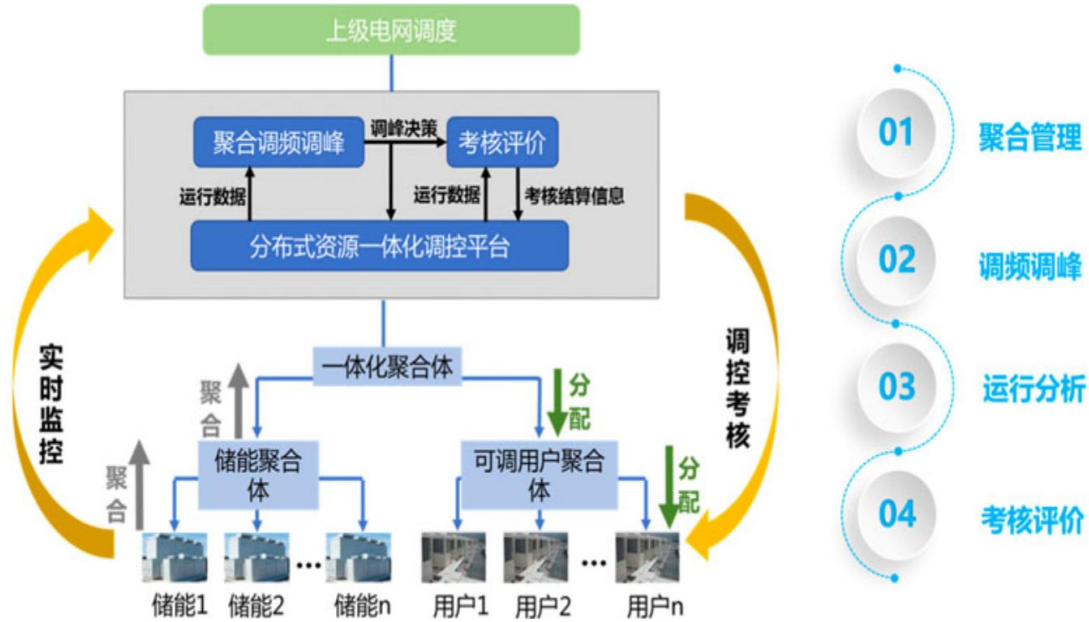 上级电网调度
聚合调频调峰
调峰决策
考核评价
运行数据
运行数据
考核结算信息
分布式资源一体化调控平台
实时监控
调控考核
一体化聚合体
聚合
分配
储能聚合
体
可调用户聚合
体
聚合
分配
...
...
储能1
储能2
储能n
用户1
用户2
用户n
01
聚合管理
02
调频调峰
03
运行分析
04
考核评价